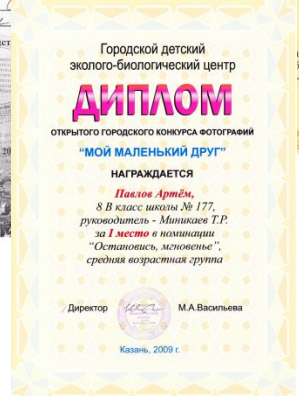 Городской детский
эколого-биологический центр
ДИПЛОМ
ОТКРЫТОГО ГОРОДСКОГО КОНКУРСА ФОТОГРАФИЙ
"МОЙ МАЛЕНЬКИЙ ДРУГ"
НАГРАЖДАЕТСЯ
Павлов Артём,
8 В класс школы № 177,
руководитель - Миникаев Т.Р.
за I место в номинации
"Остановись, мгновенье",
средняя возрастная группа
Директор М.А.Васильева
Казань, 2009 г.